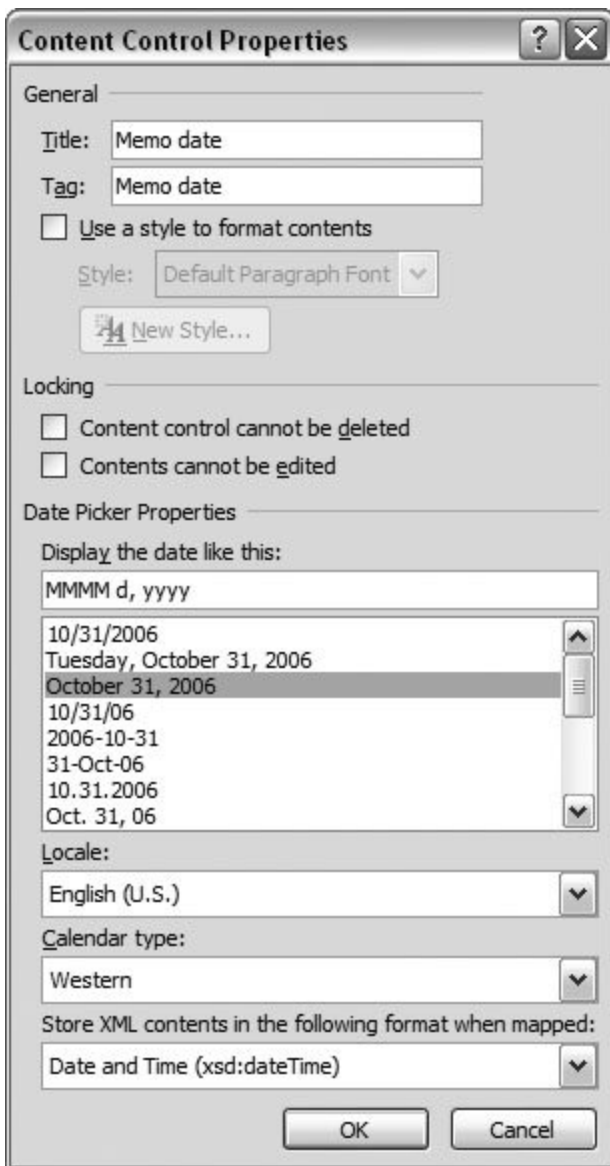 Content Control Properties
General
Title: Memo date
Tag: Memo date
Use a style to format contents
Style: Default Paragraph Font
New Style...
Locking
Content control cannot be deleted
Contents cannot be edited
Date Picker Properties
Display the date like this:
MMMM d, yyyy
10/31/2006
Tuesday, October 31, 2006
October 31, 2006
10/31/06
2006-10-31
31-Oct-06
10.31.2006
Oct. 31, 06
Locale:
English (U.S.)
Calendar type:
Western
Store XML contents in the following format when mapped:
Date and Time (xsd:dateTime)
OK Cancel